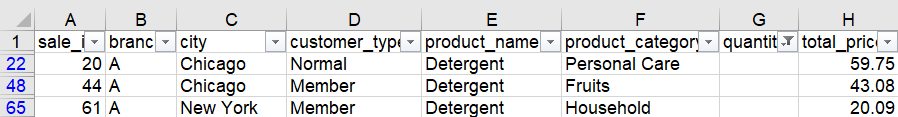 A B C D E F G H
1 sale_i branc city customer_type product_name product_category quantit total_pric
22 20 A Chicago Normal Detergent Personal Care 59.75
48 44 A Chicago Member Detergent Fruits 43.08
65 61 A New York Member Detergent Household 20.09